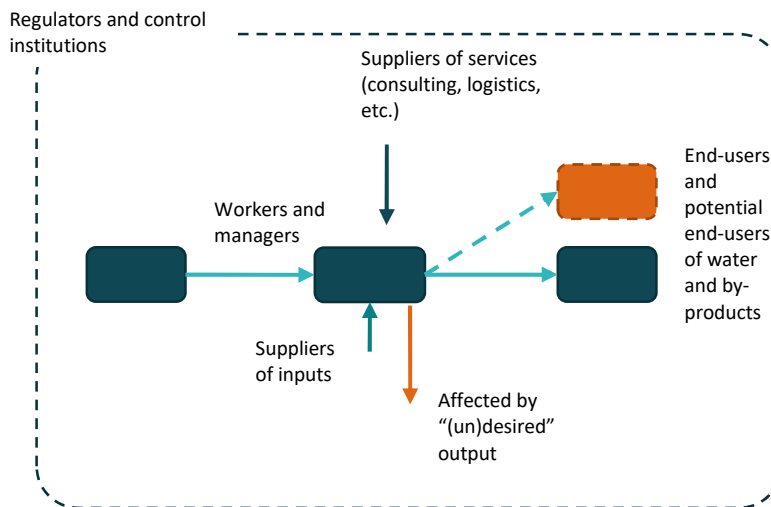 Regulators and control
institutions
Suppliers of services
(consulting, logistics,
etc.)
End-users
and
potential
end-users
of water
and by-
products
Workers and
managers
Suppliers
of inputs
Affected by
“(un)desired”
output